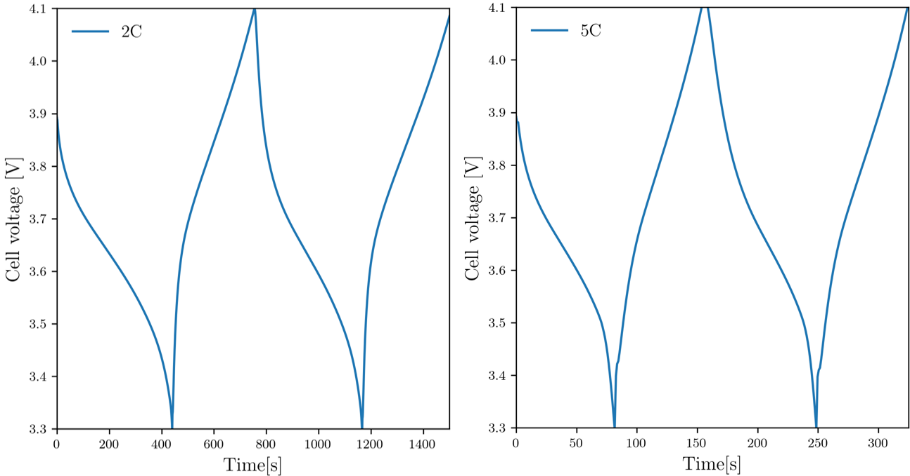 2C
4.1
4.0
3.9
3.8
3.7
3.6
3.5
3.4
3.3
Cell voltage [V]
0 200 400 600 800 1000 1200 1400
Time[s]
5C
4.1
4.0
3.9
3.8
3.7
3.6
3.5
3.4
3.3
Cell voltage [V]
0 50 100 150 200 250 300
Time[s]